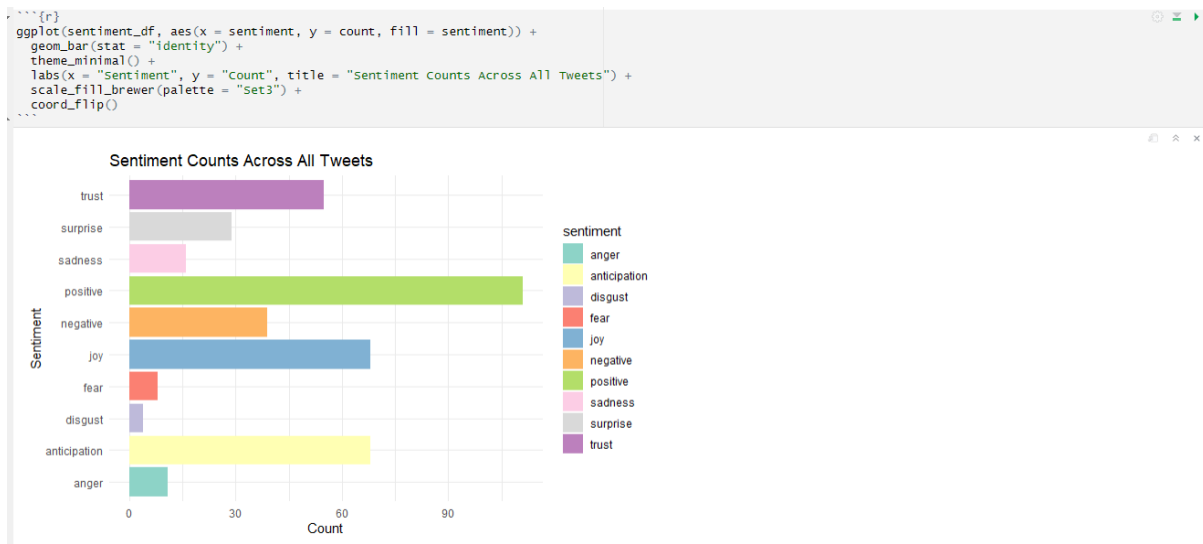 ```{r}
ggplot(sentiment_df, aes(x = sentiment, y = count, fill = sentiment)) +
  geom_bar(stat = "identity") +
  theme_minimal() +
  labs(x = "Sentiment", y = "Count", title = "Sentiment Counts Across All Tweets") +
  scale_fill_brewer(palette = "Set3") +
  coord_flip()
```
Sentiment Counts Across All Tweets
trust
surprise
sadness
positive
negative
joy
fear
disgust
anticipation
anger
Sentiment
0 30 60 90
Count
sentiment
anger
anticipation
disgust
fear
joy
negative
positive
sadness
surprise
trust